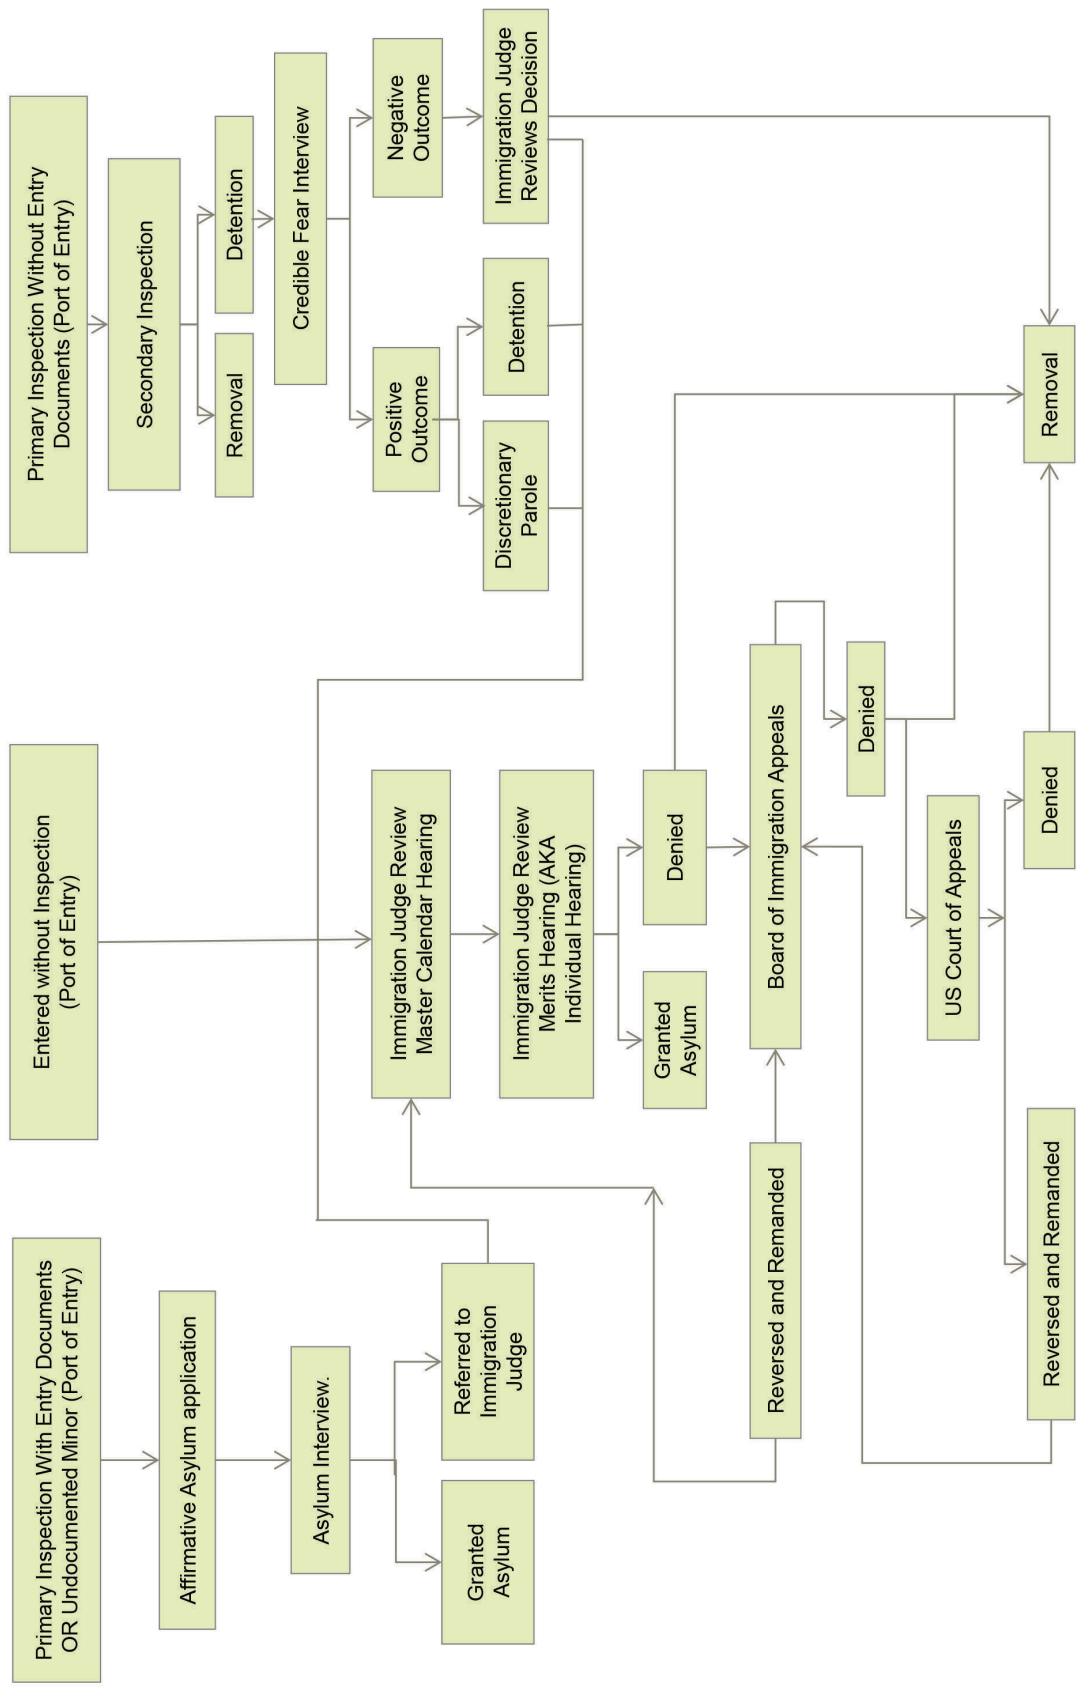 Primary Inspection With Entry Documents
OR Undocumented Minor (Port of Entry)
Affirmative Asylum application
Asylum Interview.
Granted
Asylum
Referred to
Immigration
Judge
Entered without Inspection
(Port of Entry)
Immigration Judge Review
Master Calendar Hearing
Immigration Judge Review
Merits Hearing (AKA
Individual Hearing)
Granted
Asylum
Denied
Reversed and Remanded
Board of Immigration Appeals
Denied
US Court of Appeals
Reversed and Remanded
Denied
Removal
Primary Inspection Without Entry
Documents (Port of Entry)
Secondary Inspection
Removal
Detention
Credible Fear Interview
Positive
Outcome
Negative
Outcome
Discretionary
Parole
Detention
Immigration Judge
Reviews Decision